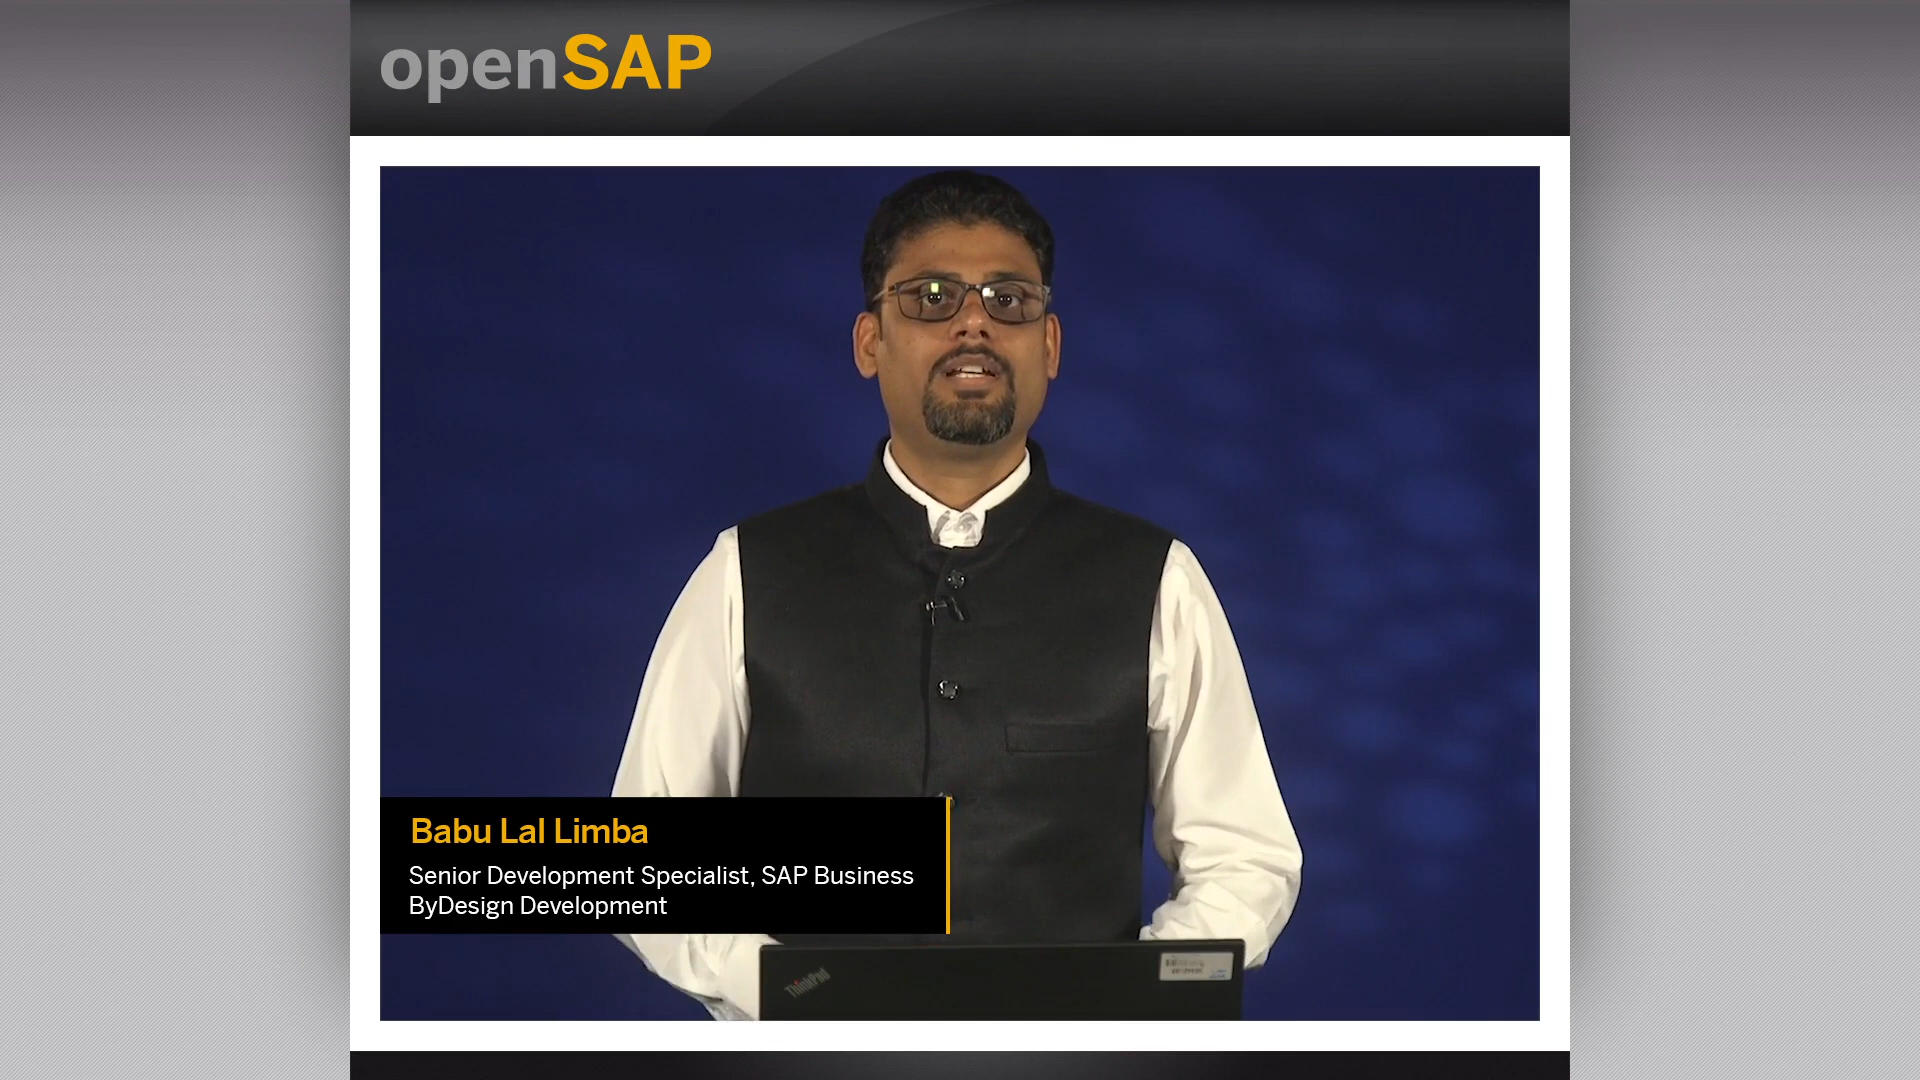 openSAP
Babu Lal Limba
Senior Development Specialist, SAP Business
ByDesign Development
ThinkPad